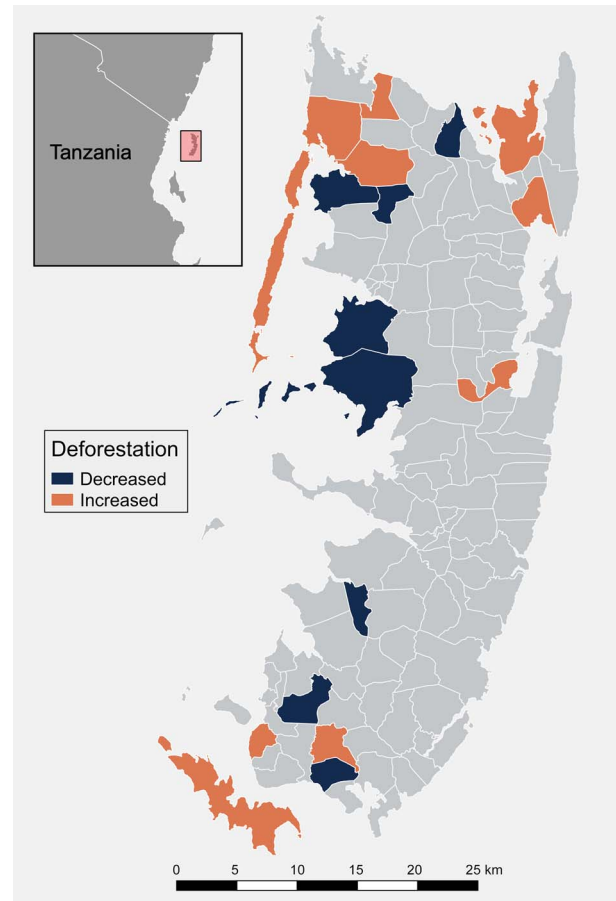 Tanzania
Deforestation
Decreased
Increased
0 5 10 15 20 25 km